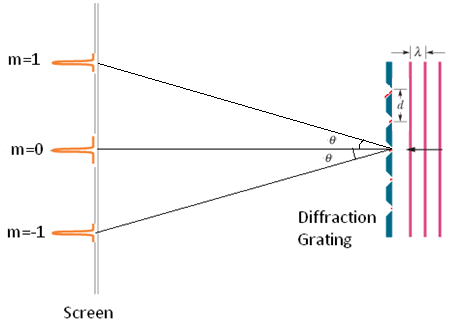 λ
m=1
d
θ
m=0
θ
Diffraction
Grating
m=-1
Screen